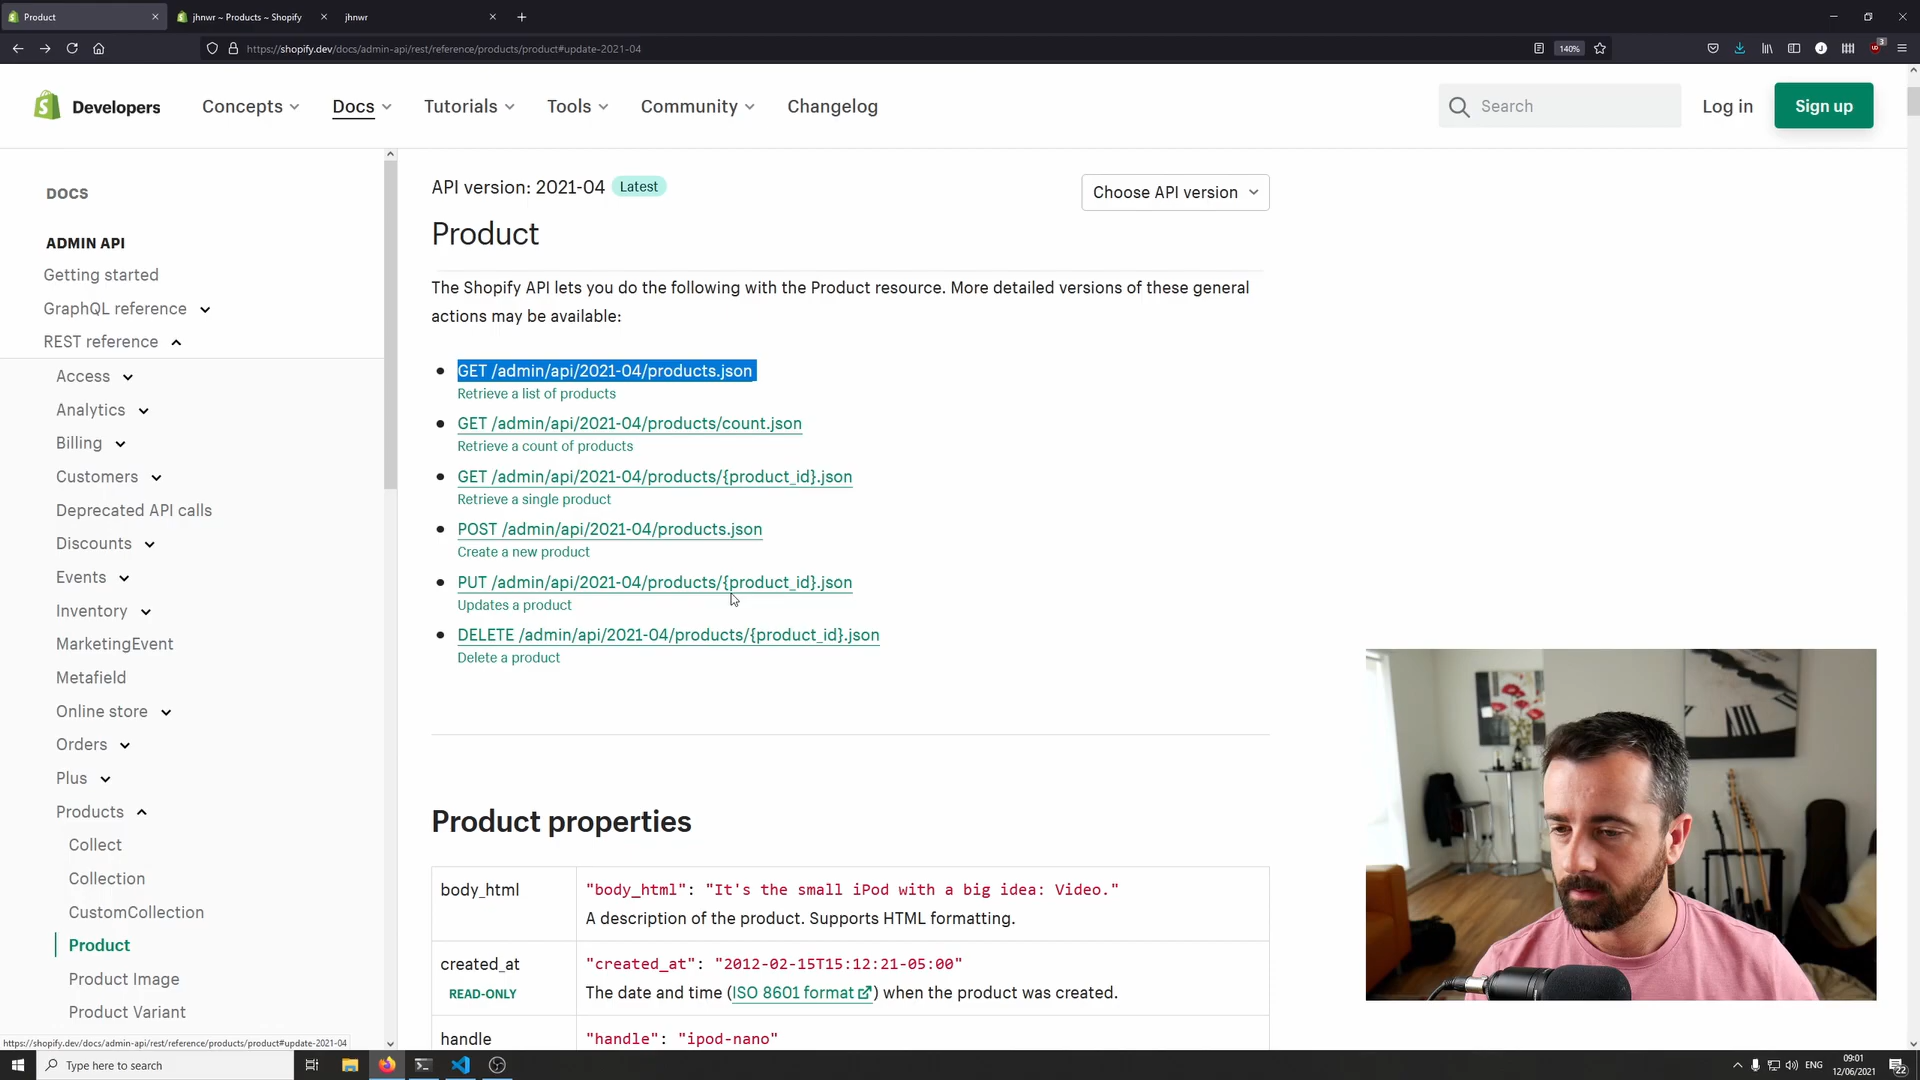 Product
jhnwr ~ Products ~ Shopify
jhnwr
https://shopify.dev/docs/admin-api/rest/reference/products/product#update-2021-04
140%
3
Developers
Concepts
Docs
Tutorials
Tools
Community
Changelog
Search
Log in
Sign up
DOCS
ADMIN API
Getting started
GraphQL reference
REST reference
Access
Analytics
Billing
Customers
Deprecated API calls
Discounts
Events
Inventory
MarketingEvent
Metafield
Online store
Orders
Plus
Products
Collect
Collection
CustomCollection
Product
Product Image
Product Variant
API version: 2021-04 Latest
Choose API version
Product
The Shopify API lets you do the following with the Product resource. More detailed versions of these general
actions may be available:
GET /admin/api/2021-04/products.json
Retrieve a list of products
GET /admin/api/2021-04/products/count.json
Retrieve a count of products
GET /admin/api/2021-04/products/{product_id}.json
Retrieve a single product
POST /admin/api/2021-04/products.json
Create a new product
PUT /admin/api/2021-04/products/{product_id}.json
Updates a product
DELETE /admin/api/2021-04/products/{product_id}.json
Delete a product
Product properties
body_html
"body_html": "It's the small iPod with a big idea: Video."
A description of the product. Supports HTML formatting.
created_at
READ-ONLY
"created_at": "2012-02-15T15:12:21-05:00"
The date and time (ISO 8601 format) when the product was created.
handle
"handle": "ipod-nano"
https://shopify.dev/docs/admin-api/rest/reference/products/product#update-2021-04
Type here to search
ENG
09:01
12/06/2021
22